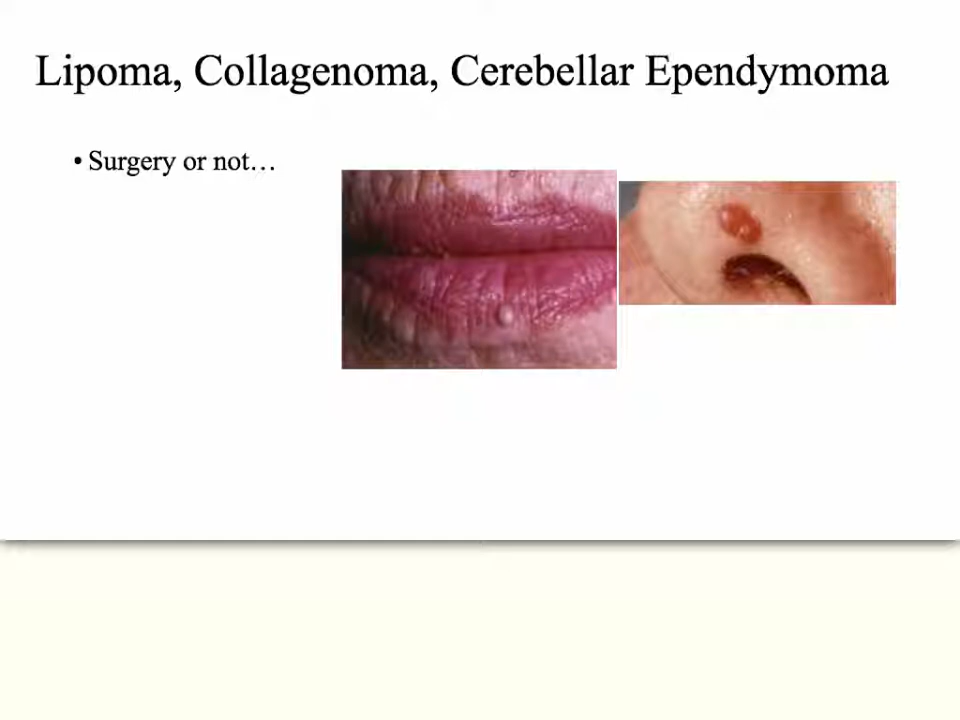 Lipoma, Collagenoma, Cerebellar Ependymoma
• Surgery or not…